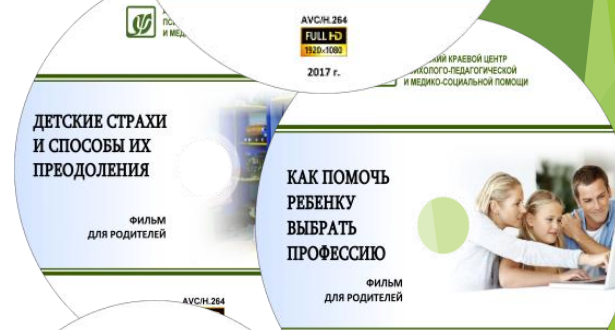 И МЕД
AVC/H.264
FULL HD
1920×1080
2017 г.
КРАЕВОЙ ЦЕНТР
ПСИХОЛОГО-ПЕДАГОГИЧЕСКОЙ
И МЕДИКО-СОЦИАЛЬНОЙ ПОМОЩИ
ДЕТСКИЕ СТРАХИ
И СПОСОБЫ ИХ
ПРЕОДОЛЕНИЯ
ФИЛЬМ
ДЛЯ РОДИТЕЛЕЙ
КАК ПОМОЧЬ
РЕБЕНКУ
ВЫБРАТЬ
ПРОФЕССИЮ
ФИЛЬМ
ДЛЯ РОДИТЕЛЕЙ
AVC/H.264